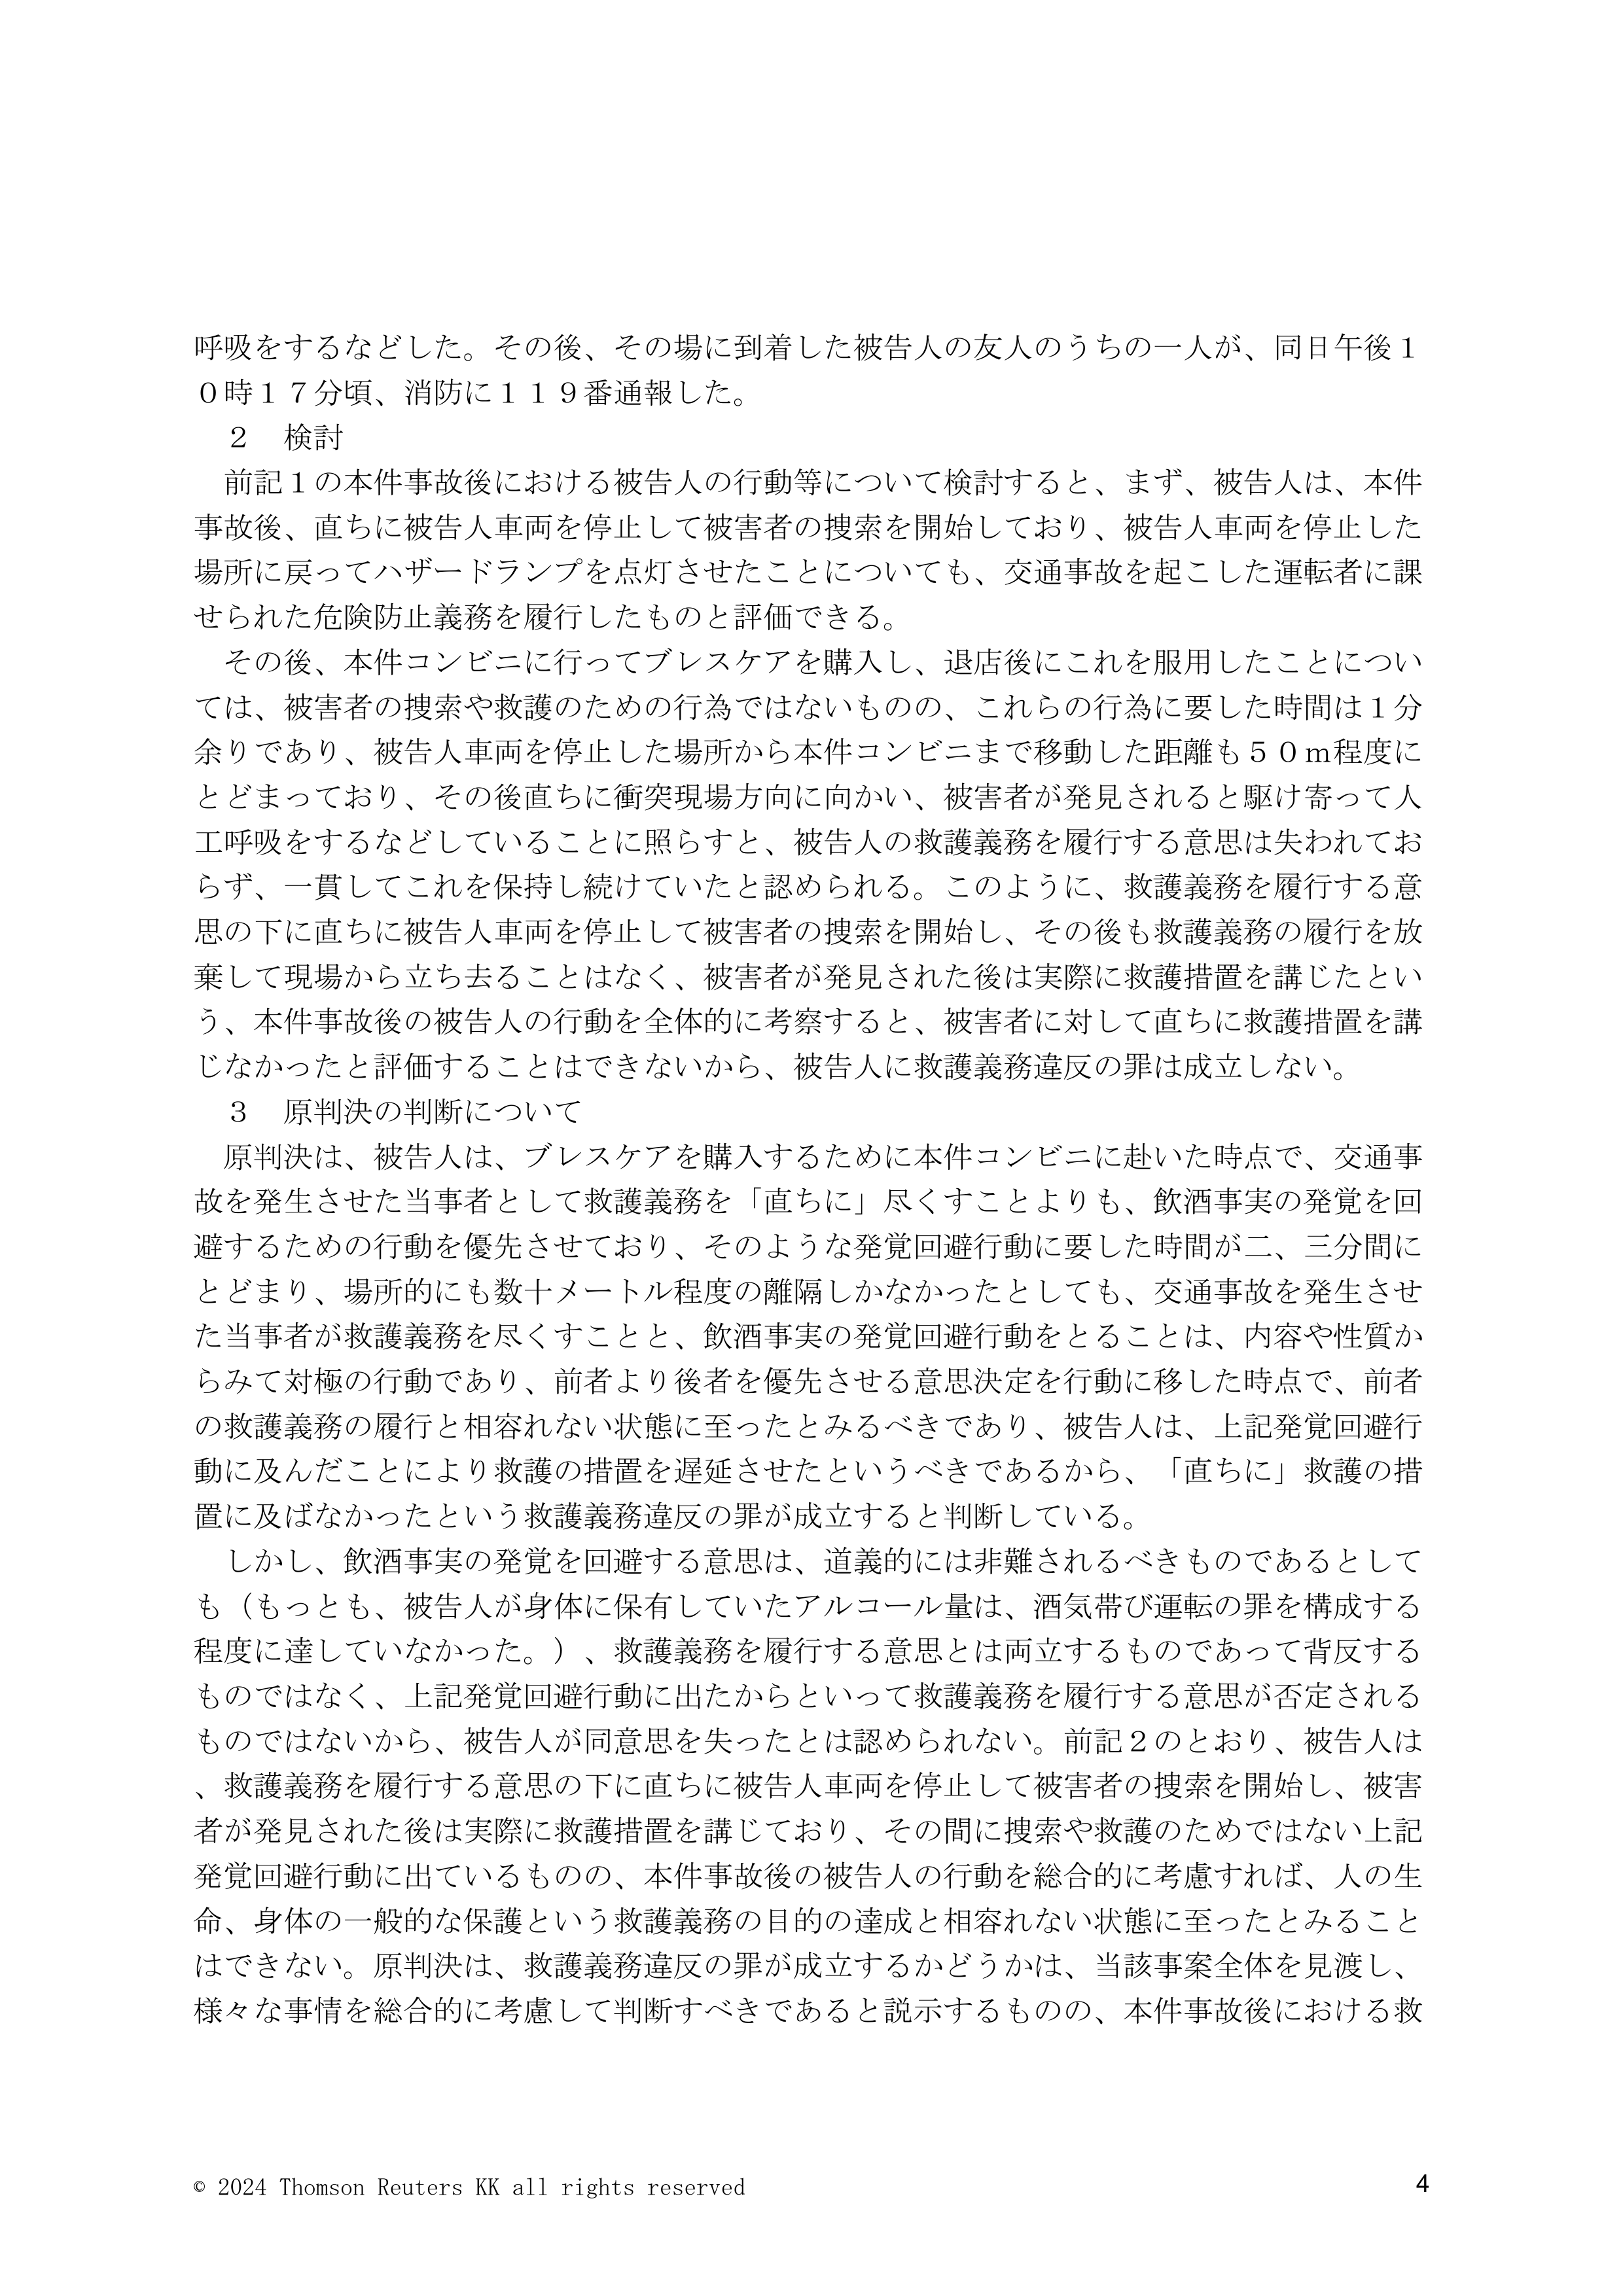 呼吸をするなどした。その後、その場に到着した被告人の友人のうちの一人が、同日午後１
０時１７分頃、消防に１１９番通報した。
２　検討
前記１の本件事故後における被告人の行動等について検討すると、まず、被告人は、本件
事故後、直ちに被告人車両を停止して被害者の捜索を開始しており、被告人車両を停止した
場所に戻ってハザードランプを点灯させたことについても、交通事故を起こした運転者に課
せられた危険防止義務を履行したものと評価できる。
その後、本件コンビニに行ってブレスケアを購入し、退店後にこれを服用したことについ
ては、被害者の捜索や救護のための行為ではないものの、これらの行為に要した時間は１分
余りであり、被告人車両を停止した場所から本件コンビニまで移動した距離も５０ｍ程度に
とどまっており、その後直ちに衝突現場方向に向かい、被害者が発見されると駆け寄って人
工呼吸をするなどしていることに照らすと、被告人の救護義務を履行する意思は失われてお
らず、一貫してこれを保持し続けていたと認められる。このように、救護義務を履行する意
思の下に直ちに被告人車両を停止して被害者の捜索を開始し、その後も救護義務の履行を放
棄して現場から立ち去ることはなく、被害者が発見された後は実際に救護措置を講じたとい
う、本件事故後の被告人の行動を全体的に考察すると、被害者に対して直ちに救護措置を講
じなかったと評価することはできないから、被告人に救護義務違反の罪は成立しない。
３　原判決の判断について
原判決は、被告人は、ブレスケアを購入するために本件コンビニに赴いた時点で、交通事
故を発生させた当事者として救護義務を「直ちに」尽くすことよりも、飲酒事実の発覚を回
避するための行動を優先させており、そのような発覚回避行動に要した時間が二、三分間に
とどまり、場所的にも数十メートル程度の離隔しかなかったとしても、交通事故を発生させ
た当事者が救護義務を尽くすことと、飲酒事実の発覚回避行動をとることは、内容や性質か
らみて対極の行動であり、前者より後者を優先させる意思決定を行動に移した時点で、前者
の救護義務の履行と相容れない状態に至ったとみるべきであり、被告人は、上記発覚回避行
動に及んだことにより救護の措置を遅延させたというべきであるから、「直ちに」救護の措
置に及ばなかったという救護義務違反の罪が成立すると判断している。
しかし、飲酒事実の発覚を回避する意思は、道義的には非難されるべきものであるとして
も（もっとも、被告人が身体に保有していたアルコール量は、酒気帯び運転の罪を構成する
程度に達していなかった。）、救護義務を履行する意思とは両立するものであって背反する
ものではなく、上記発覚回避行動に出たからといって救護義務を履行する意思が否定される
ものではないから、被告人が同意思を失ったとは認められない。前記２のとおり、被告人は
、救護義務を履行する意思の下に直ちに被告人車両を停止して被害者の捜索を開始し、被害
者が発見された後は実際に救護措置を講じており、その間に捜索や救護のためではない上記
発覚回避行動に出ているものの、本件事故後の被告人の行動を総合的に考慮すれば、人の生
命、身体の一般的な保護という救護義務の目的の達成と相容れない状態に至ったとみること
はできない。原判決は、救護義務違反の罪が成立するかどうかは、当該事案全体を見渡し、
様々な事情を総合的に考慮して判断すべきであると説示するものの、本件事故後における救
© 2024 Thomson Reuters KK all rights reserved
4